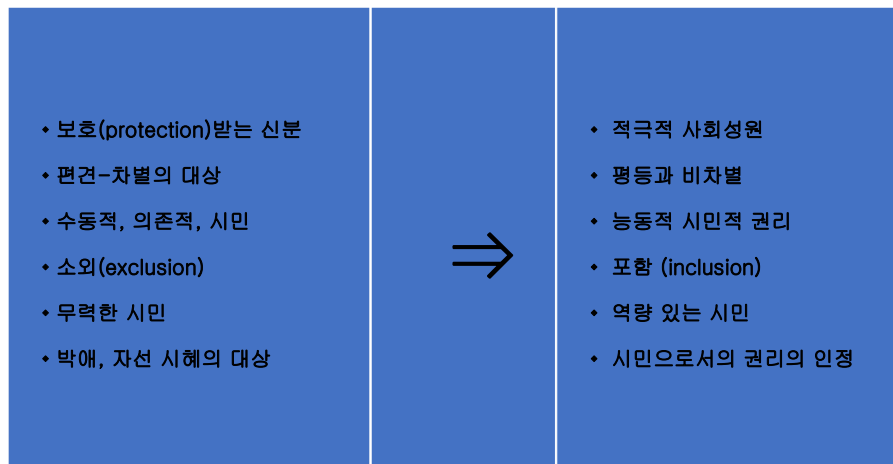 • 보호(protection)받는 신분
• 편견-차별의 대상
• 수동적, 의존적, 시민
• 소외(exclusion)
• 무력한 시민
• 박애, 자선 시혜의 대상
⇒
• 적극적 사회성원
• 평등과 비차별
• 능동적 시민적 권리
• 포함 (inclusion)
• 역량 있는 시민
• 시민으로서의 권리의 인정